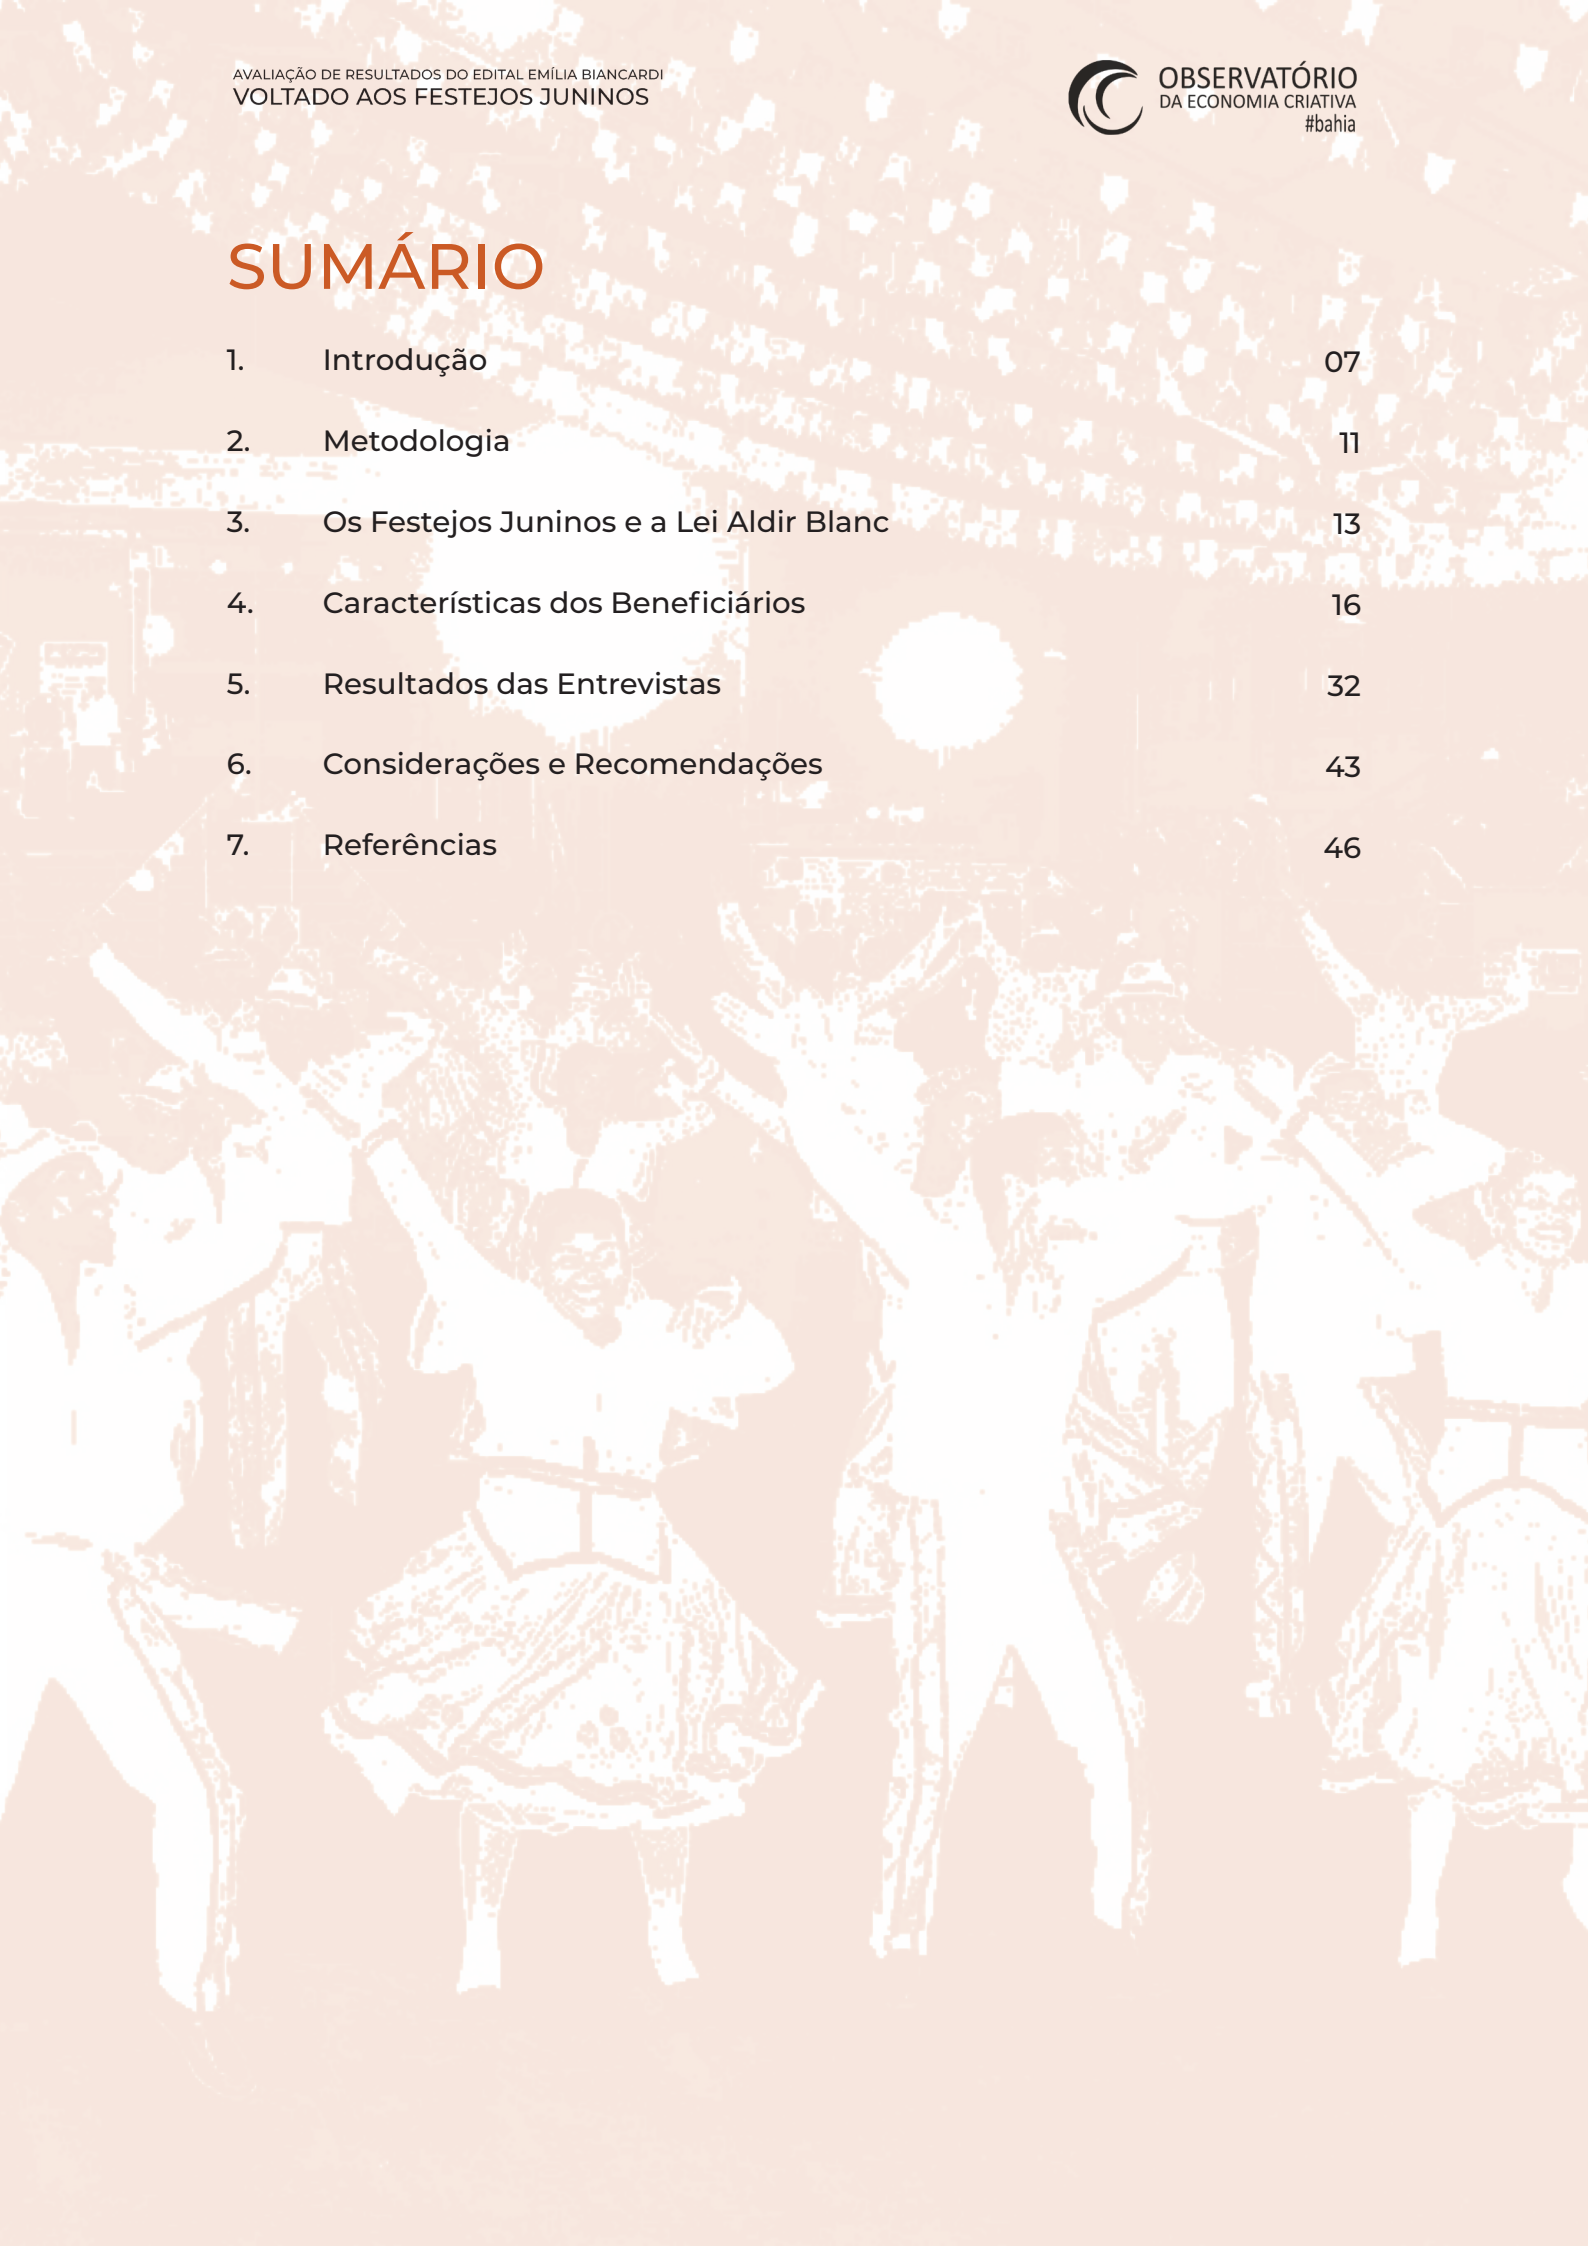 AVALIAÇÃO DE RESULTADOS DO EDITAL EMÍLIA BIANCARDI
VOLTADO AOS FESTEJOS JUNINOS
OBSERVATÓRIO
DA ECONOMIA CRIATIVA
#bahia
SUMÁRIO
1. Introdução 07
2. Metodologia 11
3. Os Festejos Juninos e a Lei Aldir Blanc 13
4. Características dos Beneficiários 16
5. Resultados das Entrevistas 32
6. Considerações e Recomendações 43
7. Referências 46